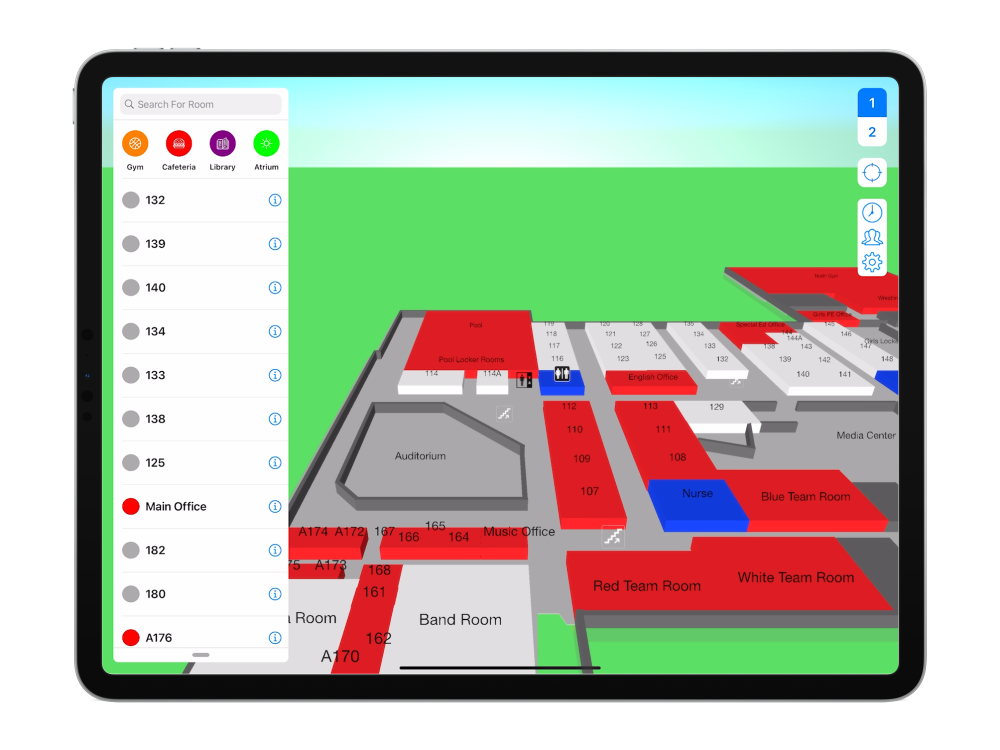 Search For Room
Gym Cafeteria Library Atrium
132
139
140
134
133
138
125
Main Office
182
180
A176
1
2
Pool
Pool Locker Rooms
114 114A
119
118
117
116
120 128
121 127
122 126
123 125
135
134
133
132
Special Ed Office
144
144A
138
139
140
143
142
141
145
146
147
148
Girls PE Office
English Office
112
110
109
107
113
111
108
129
Media Center
Auditorium
Nurse
Blue Team Room
A174 A172 167 165
166 164 Music Office
75 A173 168
161
162
A170
a Room
Band Room
Red Team Room
White Team Room